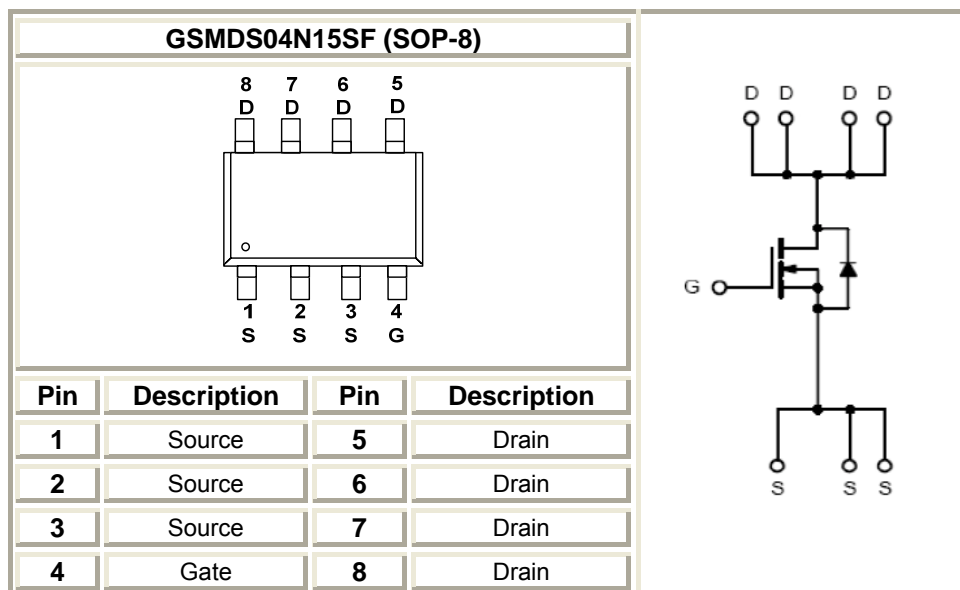 GSMDS04N15SF (SOP-8)
8 7 6 5
D D D D
1 2 3 4
S S S G
Pin Description Pin Description
1 Source 5 Drain
2 Source 6 Drain
3 Source 7 Drain
4 Gate 8 Drain
D D D D
G
S S S